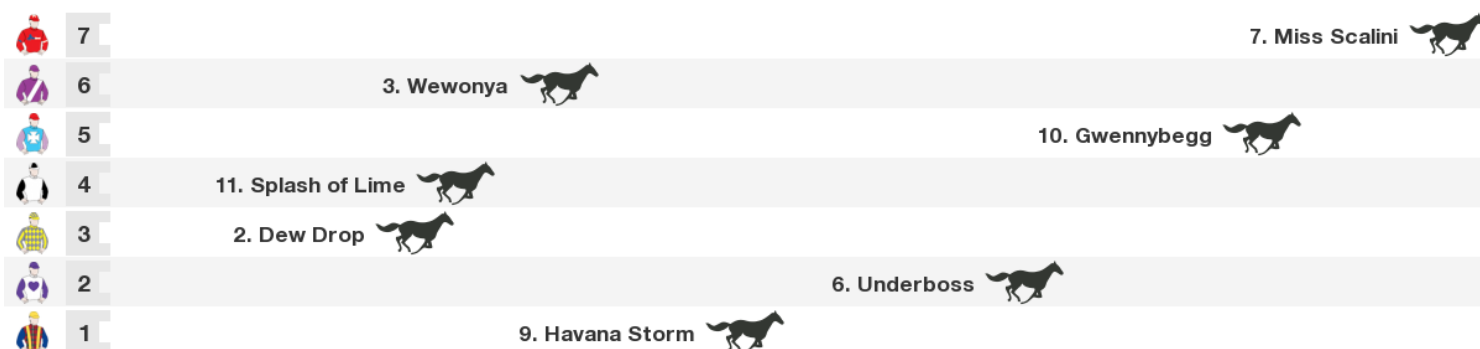 7 7. Miss Scalini
6 3. Wewonya
5 10. Gwennybegg
4 11. Splash of Lime
3 2. Dew Drop
2 6. Underboss
1 9. Havana Storm